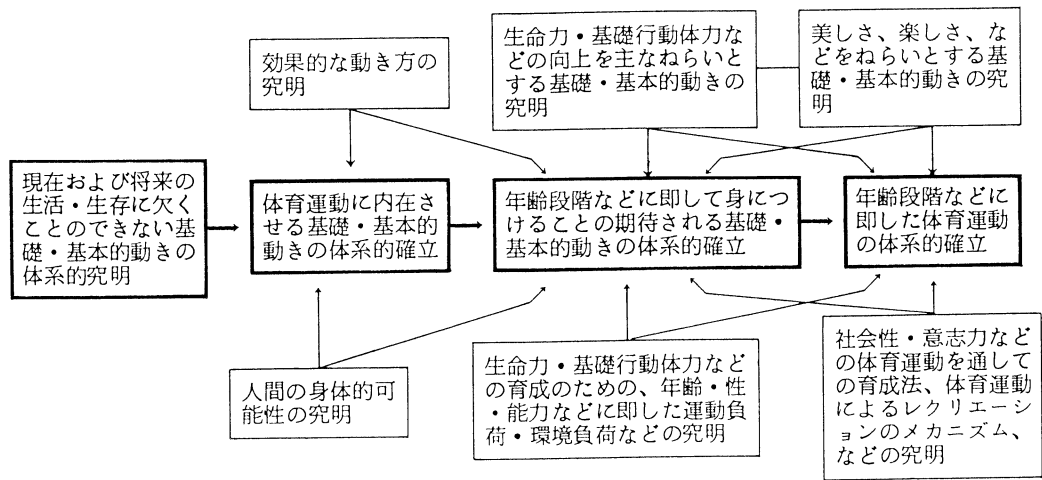 効果的な動き方の
究明
生命力・基礎行動体力な
どの向上を主なねらいと
する基礎・基本的動きの
究明
美しさ、楽しさ、な
どをねらいとする基
礎・基本的動きの究
明
現在および将来の
生活・生存に欠く
ことのできない基
礎・基本的動きの
体系的究明
体育運動に内在さ
せる基礎・基本的
動きの体系的確立
年齢段階などに即して身につ
けることの期待される基礎・
基本的動きの体系的確立
年齢段階などに
即した体育運動
の体系的確立
人間の身体的可
能性の究明
生命力・基礎行動体力など
の育成のための、年齢・性
・能力などに即した運動負
荷・環境負荷などの究明
社会性・意志力など
の体育運動を通して
の育成法、体育運動
によるレクリエーシ
ョンのメカニズム、
などの究明